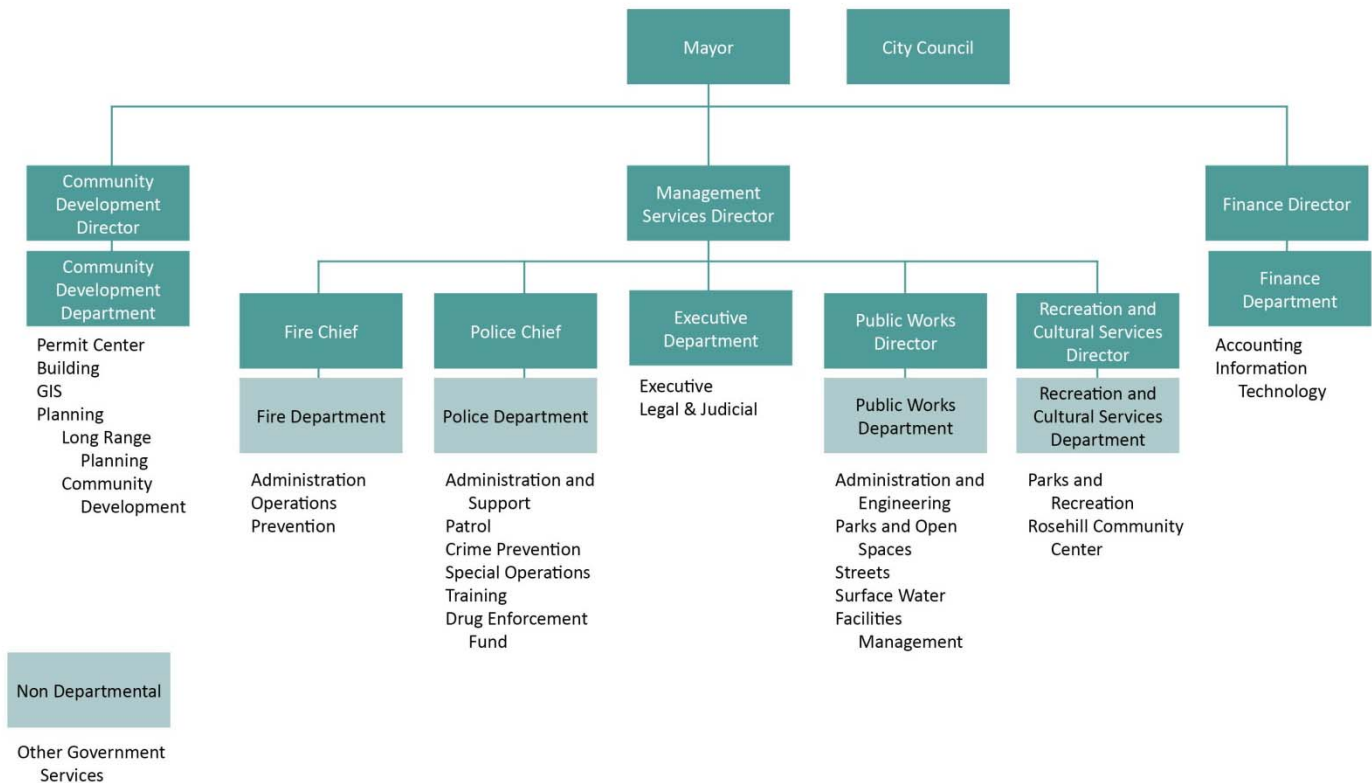 Mayor
City Council
Community
Development
Director
Management
Services Director
Finance Director
Community
Development
Department
Finance
Department
Permit Center
Building
GIS
Planning
Long Range
Planning
Community
Development
Fire Chief
Police Chief
Executive
Department
Public Works
Director
Recreation and
Cultural Services
Director
Accounting
Information
Technology
Fire Department
Police Department
Executive
Legal & Judicial
Public Works
Department
Recreation and
Cultural Services
Department
Administration
Operations
Prevention
Administration and
Support
Patrol
Crime Prevention
Special Operations
Training
Drug Enforcement
Fund
Administration and
Engineering
Parks and Open
Spaces
Streets
Surface Water
Facilities
Management
Parks and
Recreation
Rosehill Community
Center
Non Departmental
Other Government
Services